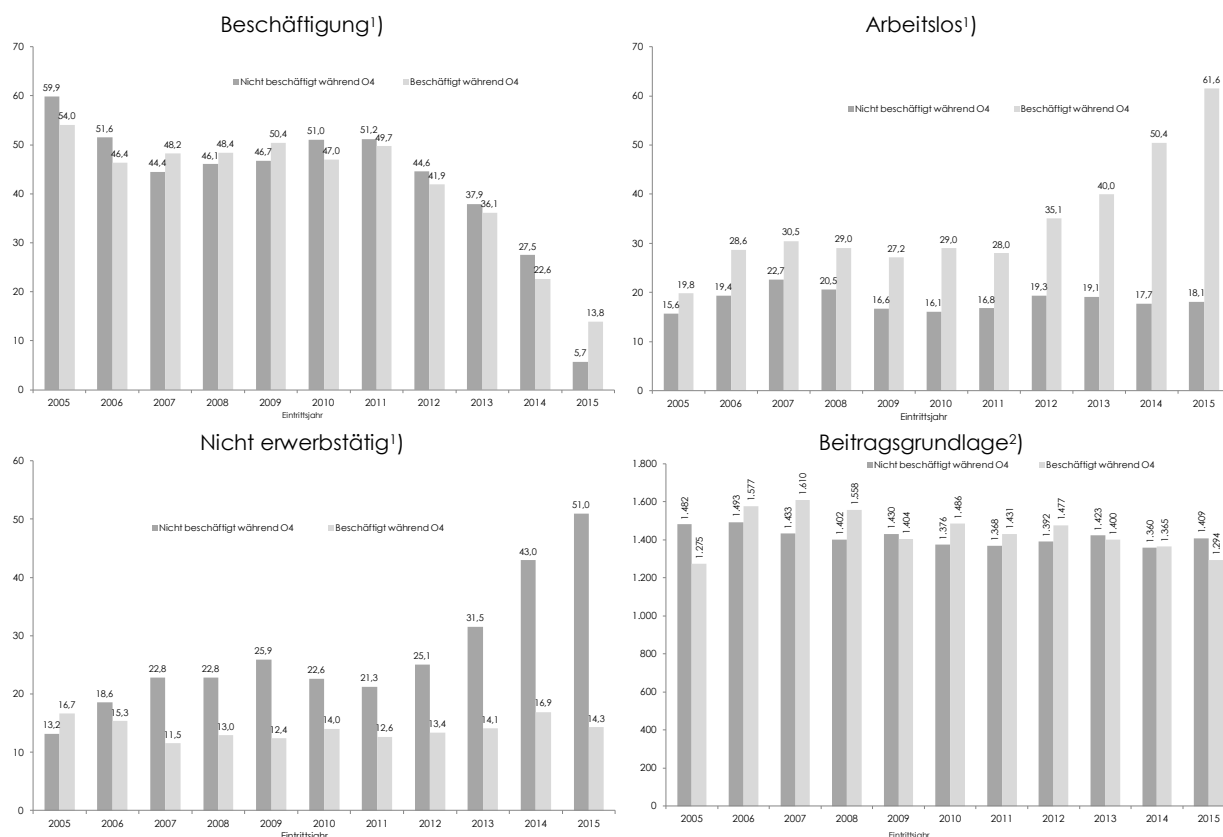 Beschäftigung¹)
70
60
50
40
30
20
10
0
Nicht beschäftigt während O4 Beschäftigt während O4
59,9 54,0 51,6 46,4 44,4 48,2 46,1 48,4 46,7 50,4 51,0 47,0 51,2 49,7 44,6 41,9 37,9 36,1 27,5 22,6 5,7 13,8
2005 2006 2007 2008 2009 2010 2011 2012 2013 2014 2015
Eintrittsjahr
Arbeitslos¹)
70
60
50
40
30
20
10
0
Nicht beschäftigt während O4 Beschäftigt während O4
15,6 19,8 19,4 28,6 22,7 30,5 20,5 29,0 16,6 27,2 16,1 29,0 16,8 28,0 19,3 35,1 19,1 40,0 17,7 50,4 18,1 61,6
2005 2006 2007 2008 2009 2010 2011 2012 2013 2014 2015
Eintrittsjahr
Nicht erwerbstätig¹)
60
50
40
30
20
10
0
Nicht beschäftigt während O4 Beschäftigt während O4
13,2 16,7 18,6 15,3 22,8 11,5 22,8 13,0 25,9 12,4 22,6 14,0 21,3 12,6 25,1 13,4 31,5 14,1 43,0 16,9 51,0 14,3
2005 2006 2007 2008 2009 2010 2011 2012 2013 2014 2015
Eintrittsjahr
Beitragsgrundlage²)
1.800
1.600
1.400
1.200
1.000
800
600
400
200
0
Nicht beschäftigt während O4 Beschäftigt während O4
1.482 1.275 1.493 1.577 1.433 1.610 1.402 1.558 1.430 1.404 1.376 1.486 1.368 1.431 1.392 1.477 1.423 1.400 1.360 1.365 1.409 1.294
2005 2006 2007 2008 2009 2010 2011 2012 2013 2014 2015
Eintrittsjahr